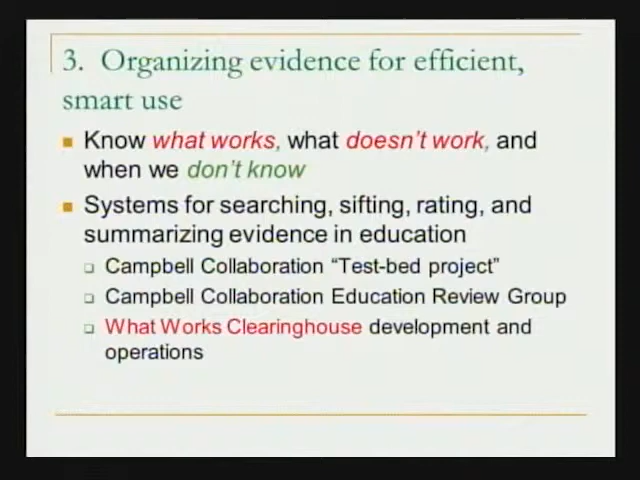 3. Organizing evidence for efficient,
smart use
Know what works, what doesn't work, and
when we don't know
Systems for searching, sifting, rating, and
summarizing evidence in education
Campbell Collaboration “Test-bed project”
Campbell Collaboration Education Review Group
What Works Clearinghouse development and
operations